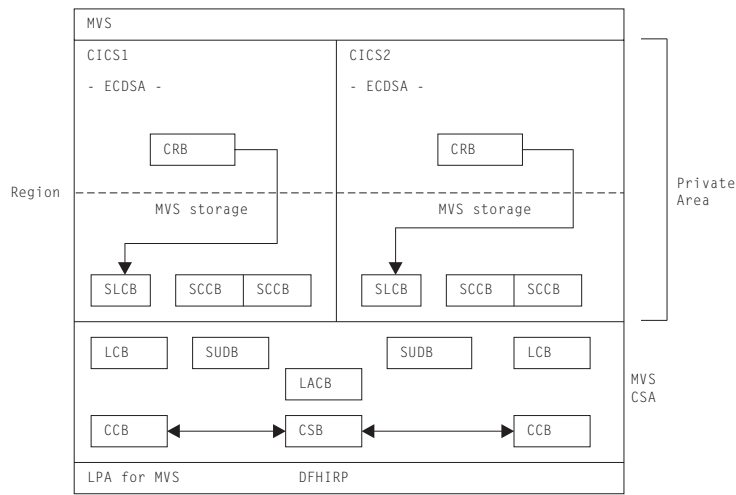 MVS
CICS1
CICS2
- ECDSA -
- ECDSA -
CRB
CRB
Region
Private
Area
MVS storage
MVS storage
SLCB
SCCB
SCCB
SLCB
SCCB
SCCB
LCB
SUDB
SUDB
LCB
LACB
MVS
CSA
CCB
CSB
CCB
LPA for MVS
DFHIRP